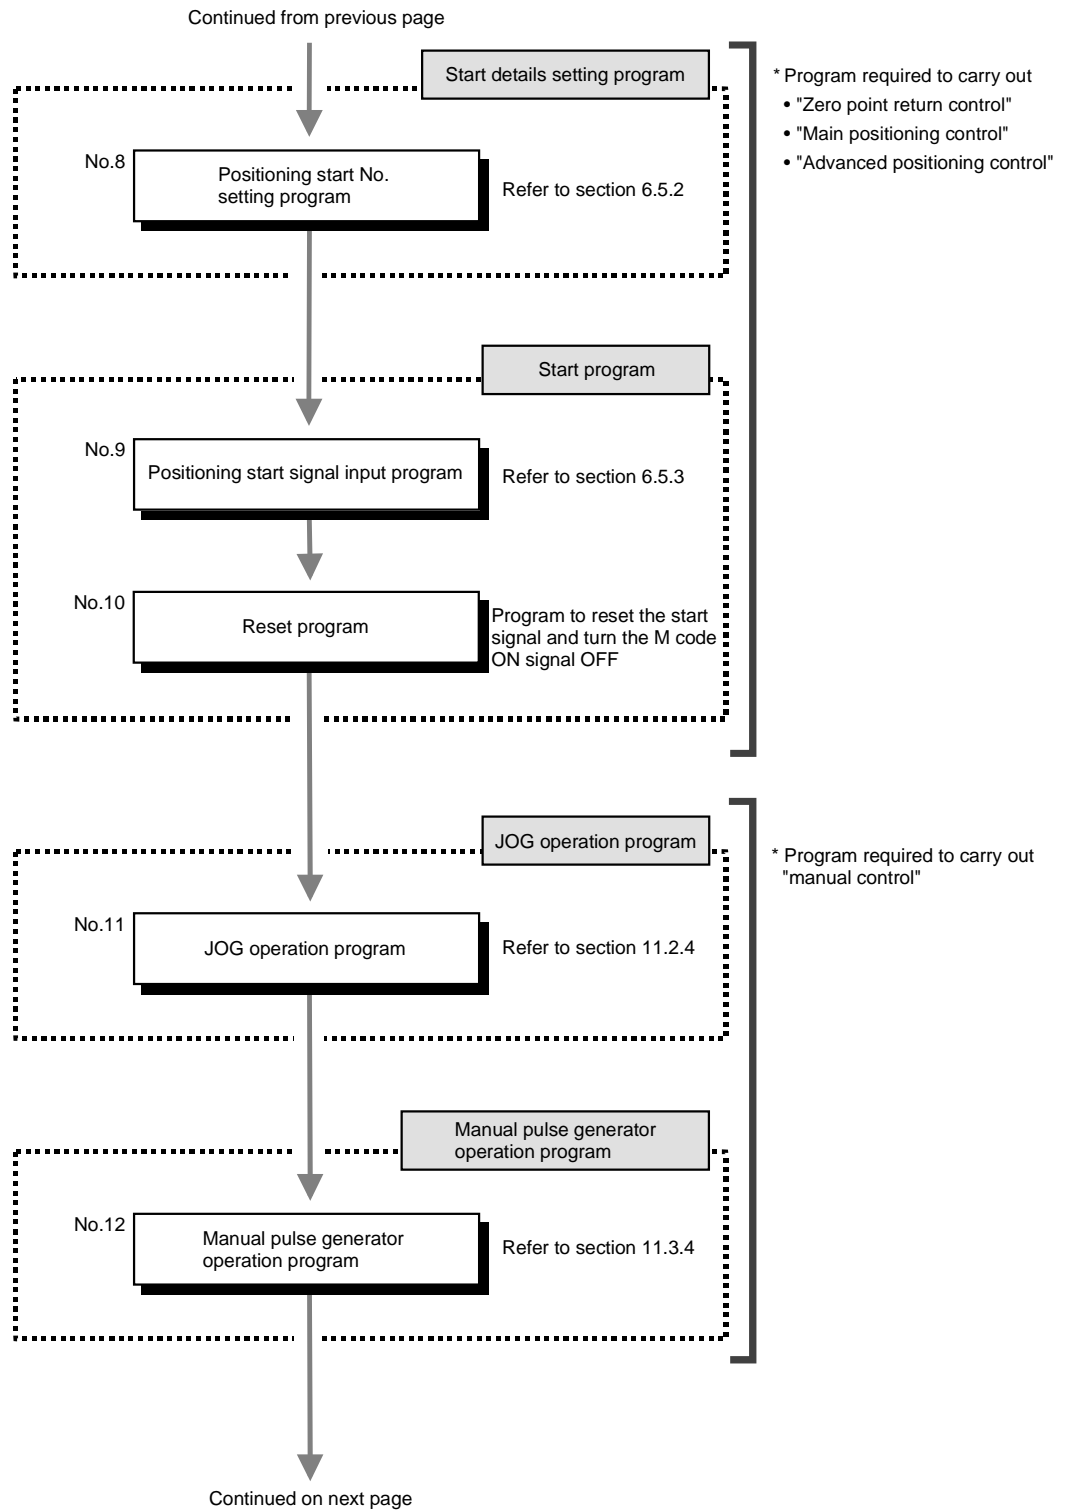 Continued from previous page
Start details setting program
* Program required to carry out
• "Zero point return control"
• "Main positioning control"
• "Advanced positioning control"
No.8
Positioning start No.
setting program
Refer to section 6.5.2
Start program
No.9
Positioning start signal input program
Refer to section 6.5.3
No.10
Reset program
Program to reset the start
signal and turn the M code
ON signal OFF
JOG operation program
* Program required to carry out
"manual control"
No.11
JOG operation program
Refer to section 11.2.4
Manual pulse generator
operation program
No.12
Manual pulse generator
operation program
Refer to section 11.3.4
Continued on next page